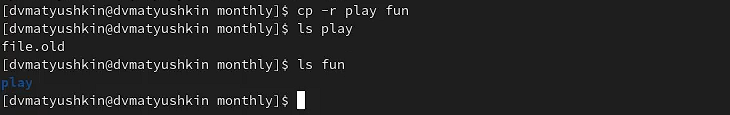 [dvmatyushkin@dvmatyushkin monthly]$ cp -r play fun
[dvmatyushkin@dvmatyushkin monthly]$ ls play
file.old
[dvmatyushkin@dvmatyushkin monthly]$ ls fun
play
[dvmatyushkin@dvmatyushkin monthly]$